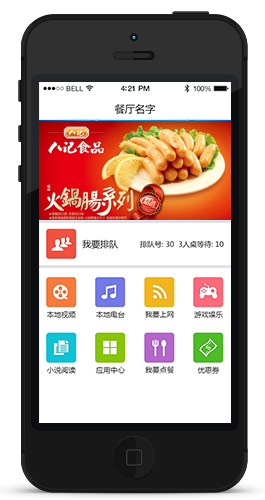 BELL 4:21 PM 100%
餐厅名字
八记
八记食品
火鍋腸系列
我要排队 排队号: 30 3人桌等待: 10
本地视频 本地电台 我要上网 游戏娱乐
小说阅读 应用中心 我要点餐 优惠券